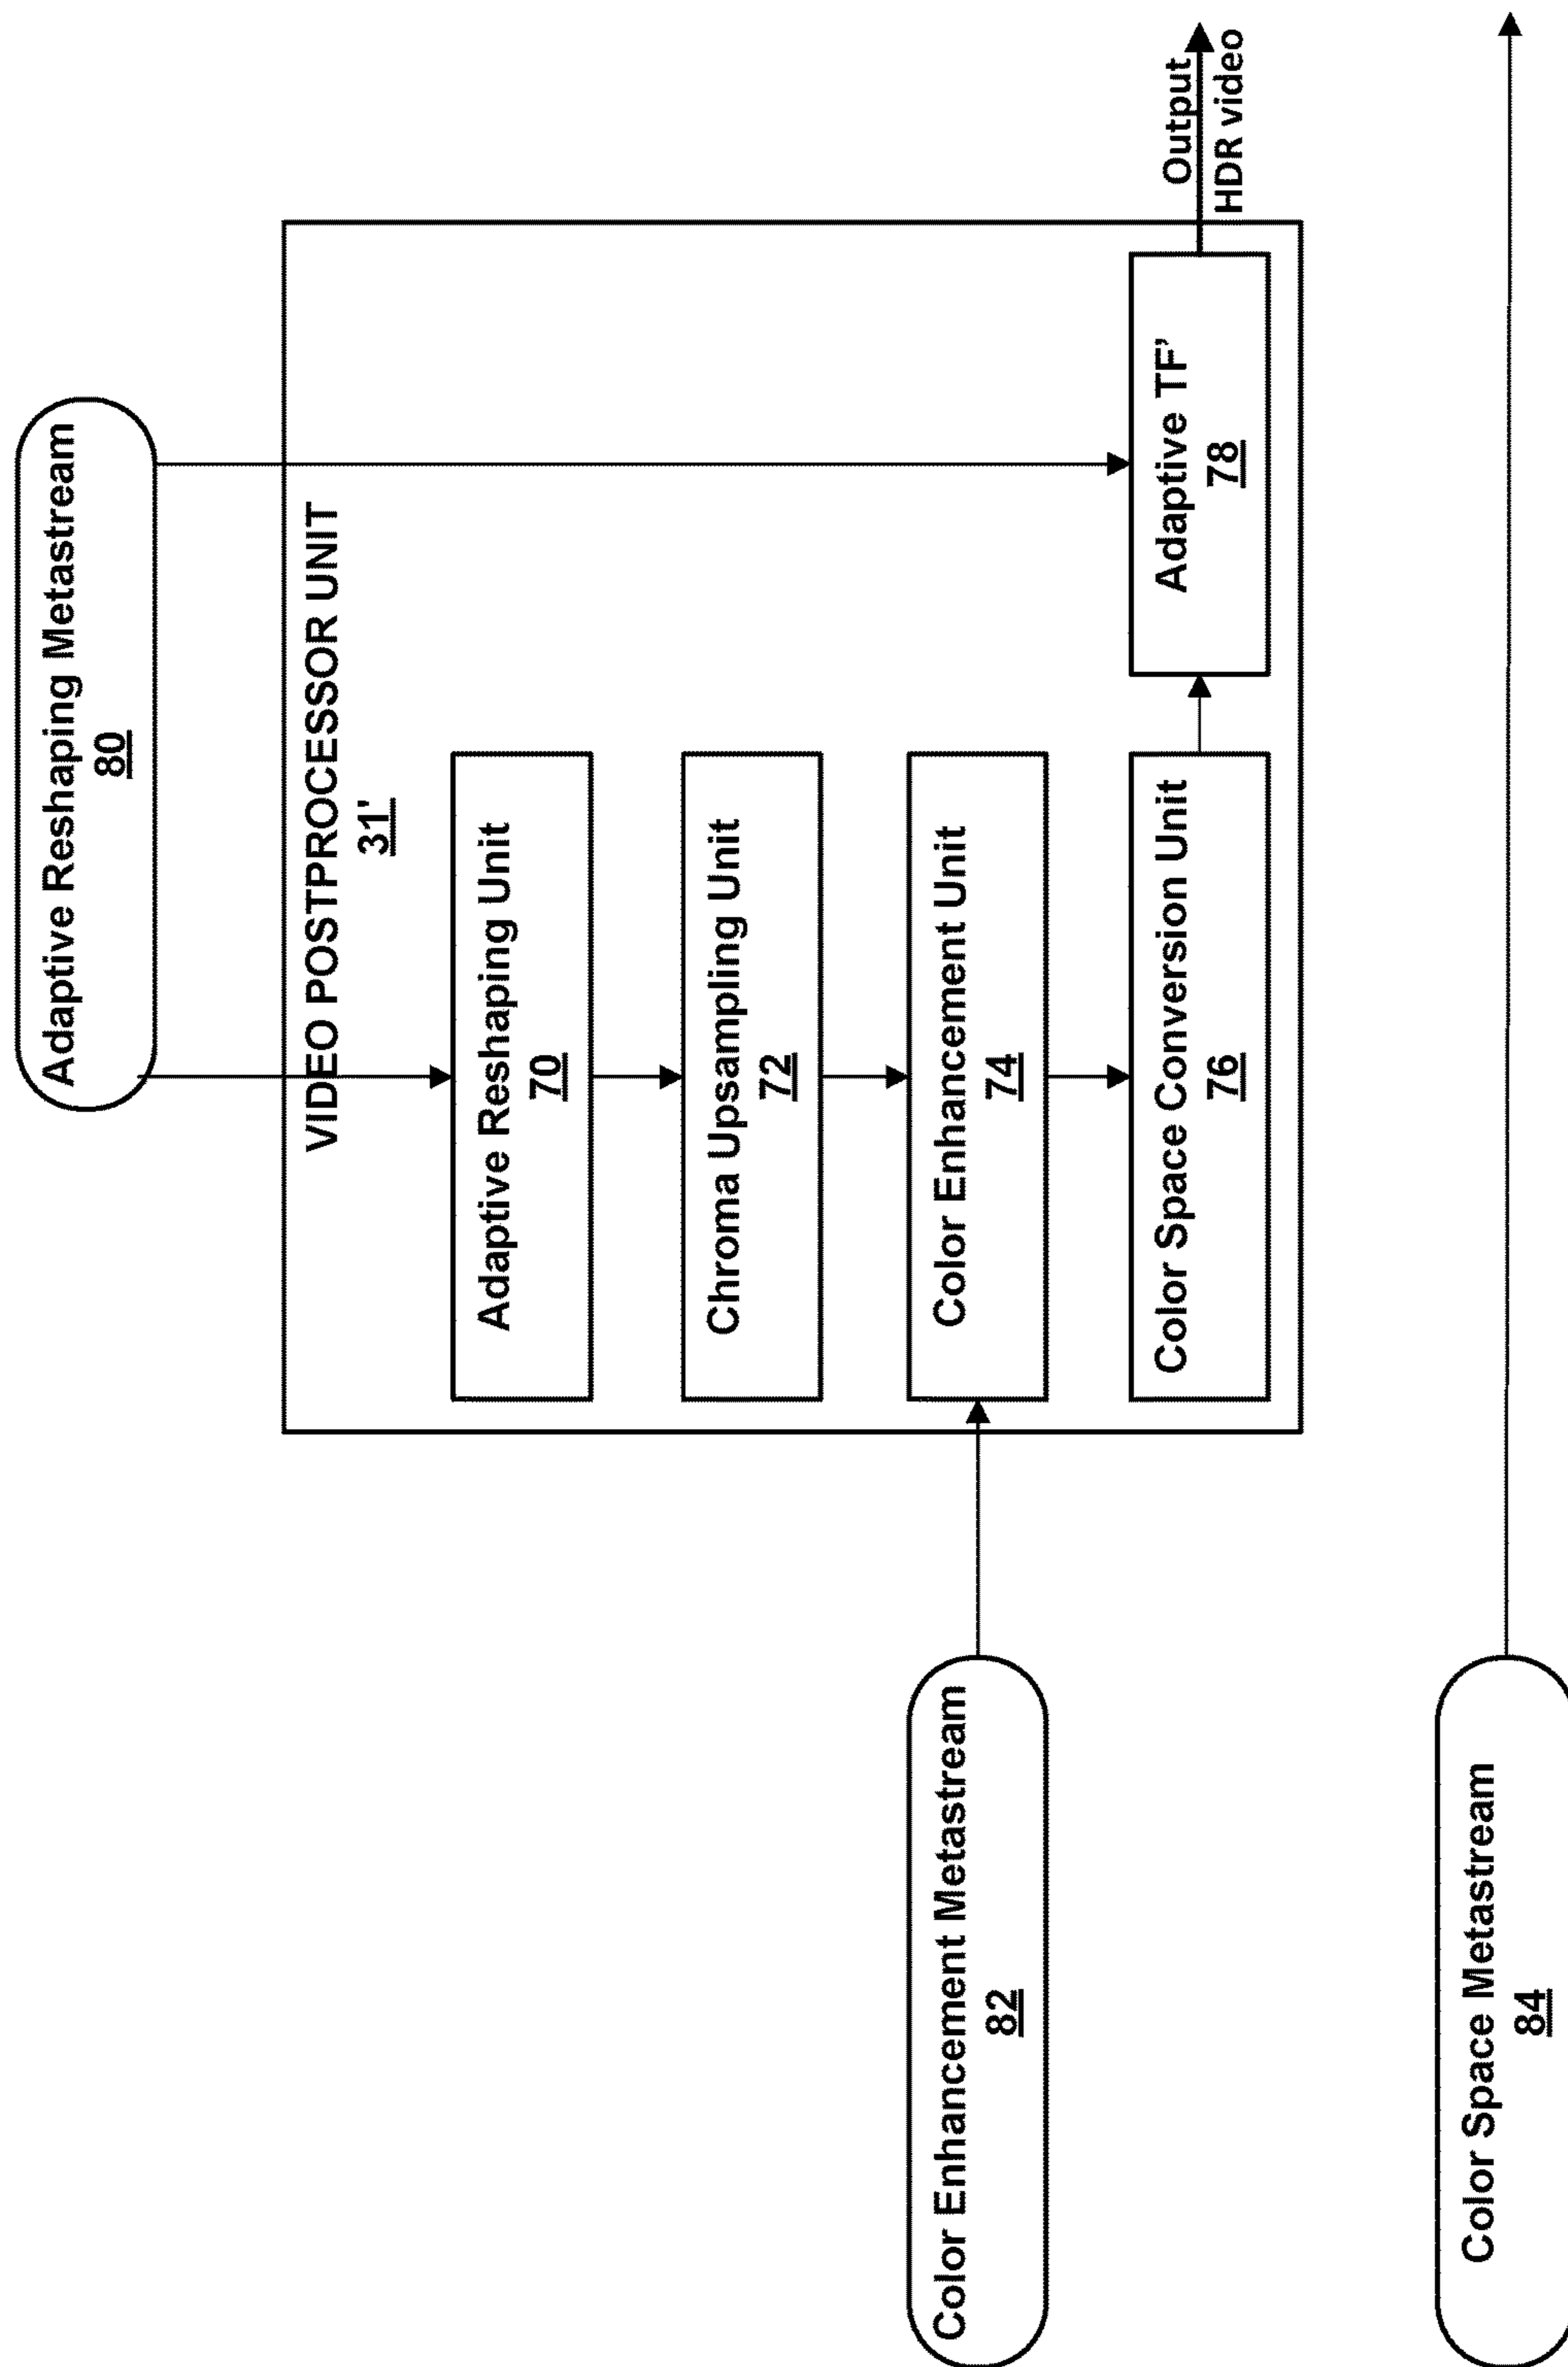 Adaptive Reshaping Metastream
80
VIDEO POSTPROCESSOR UNIT
31'
Adaptive Reshaping Unit
70
Chroma Upsampling Unit
72
Color Enhancement Metastream
82
Color Enhancement Unit
74
Color Space Conversion Unit
76
Adaptive TF'
78
Output
HDR video
Color Space Metastream
84